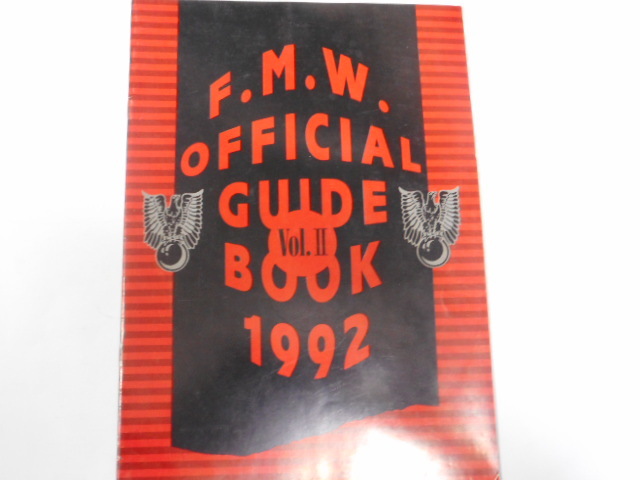 F.M.W.
OFFICIAL
GUIDE
Vol. II
BOOK
1992